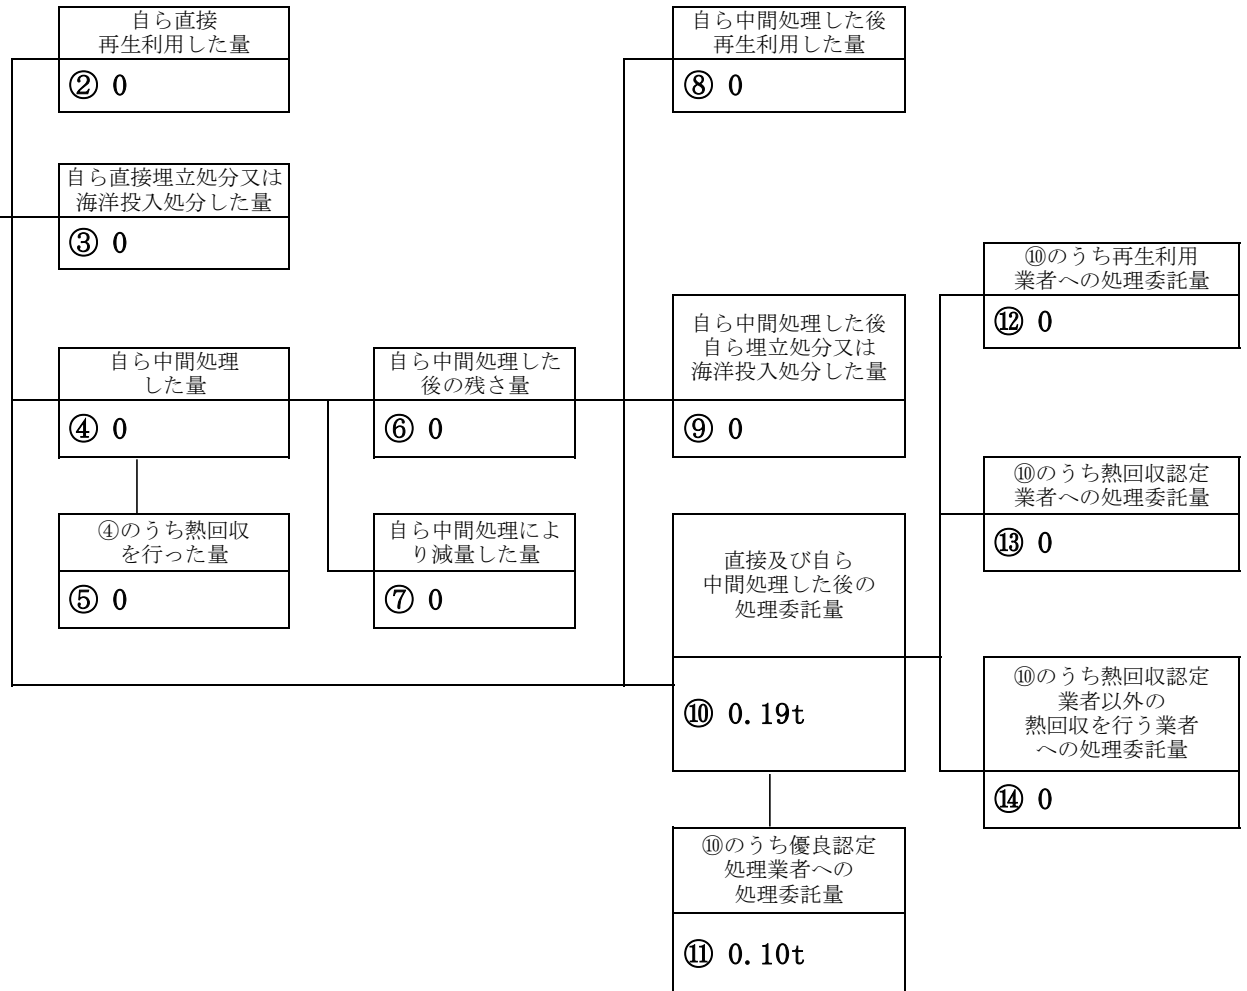 自ら直接
再生利用した量
② 0
自ら直接埋立処分又は
海洋投入処分した量
③ 0
自ら中間処理
した量
④ 0
④のうち熱回収
を行った量
⑤ 0
自ら中間処理した
後の残さ量
⑥ 0
自ら中間処理によ
り減量した量
⑦ 0
自ら中間処理した後
再生利用した量
⑧ 0
自ら中間処理した後
自ら埋立処分又は
海洋投入処分した量
⑨ 0
直接及び自ら
中間処理した後の
処理委託量
⑩ 0.19t
⑩のうち優良認定
処理業者への
処理委託量
⑪ 0.10t
⑩のうち再生利用
業者への処理委託量
⑫ 0
⑩のうち熱回収認定
業者への処理委託量
⑬ 0
⑩のうち熱回収認定
業者以外の
熱回収を行う業者
への処理委託量
⑭ 0